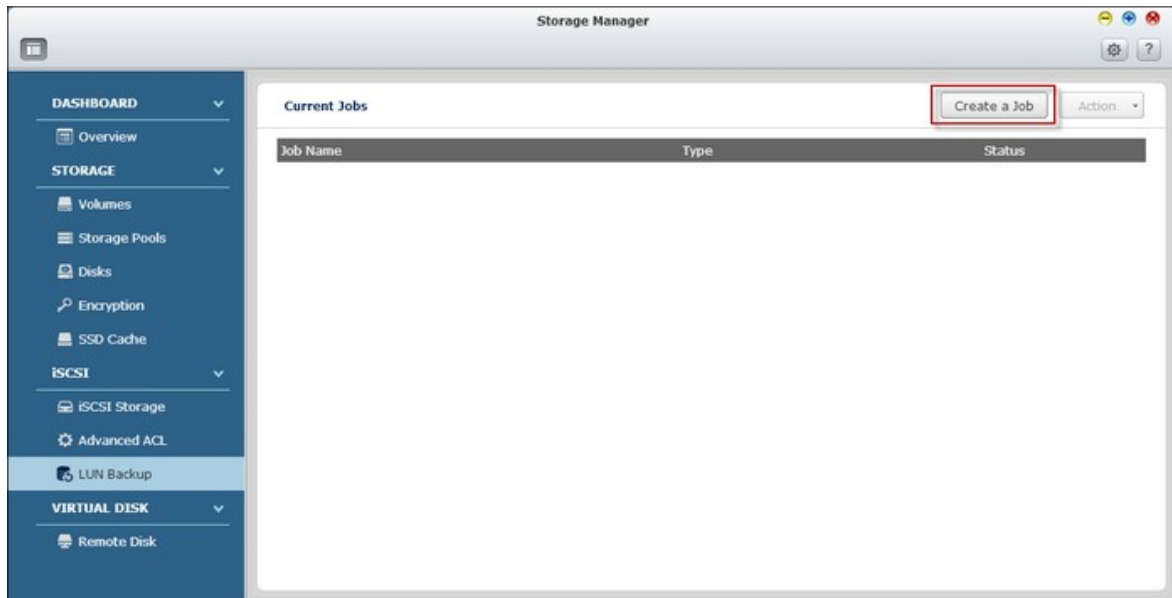 Storage Manager
?
DASHBOARD
Overview
STORAGE
Volumes
Storage Pools
Disks
Encryption
SSD Cache
iSCSI
iSCSI Storage
Advanced ACL
LUN Backup
VIRTUAL DISK
Remote Disk
Current Jobs
Create a Job Action
Job Name Type Status